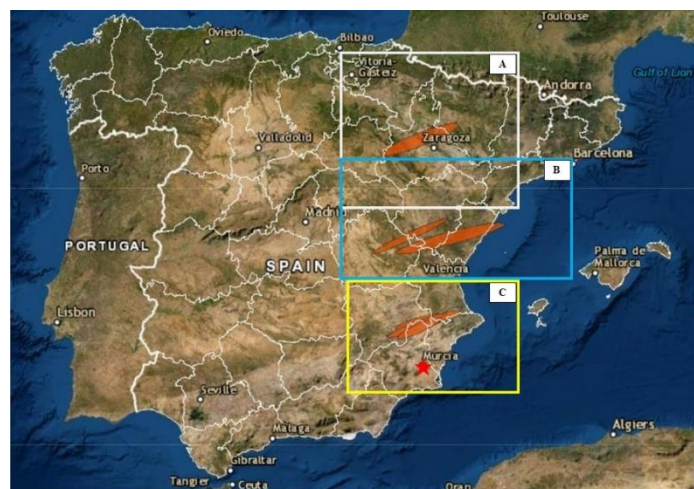 Toulouse
Oviedo
Bilbao
A
Vitoria-
Gasteiz
Andorra
Gulf of Lion
Valladolid
Zaragoza
Barcelona
Porto
B
Madrid
PORTUGAL
SPAIN
Palma de
Mallorca
Valencia
C
Lisbon
Murcia
Seville
Malaga
Algiers
Gibraltar
Tangier
Ceuta
Oran